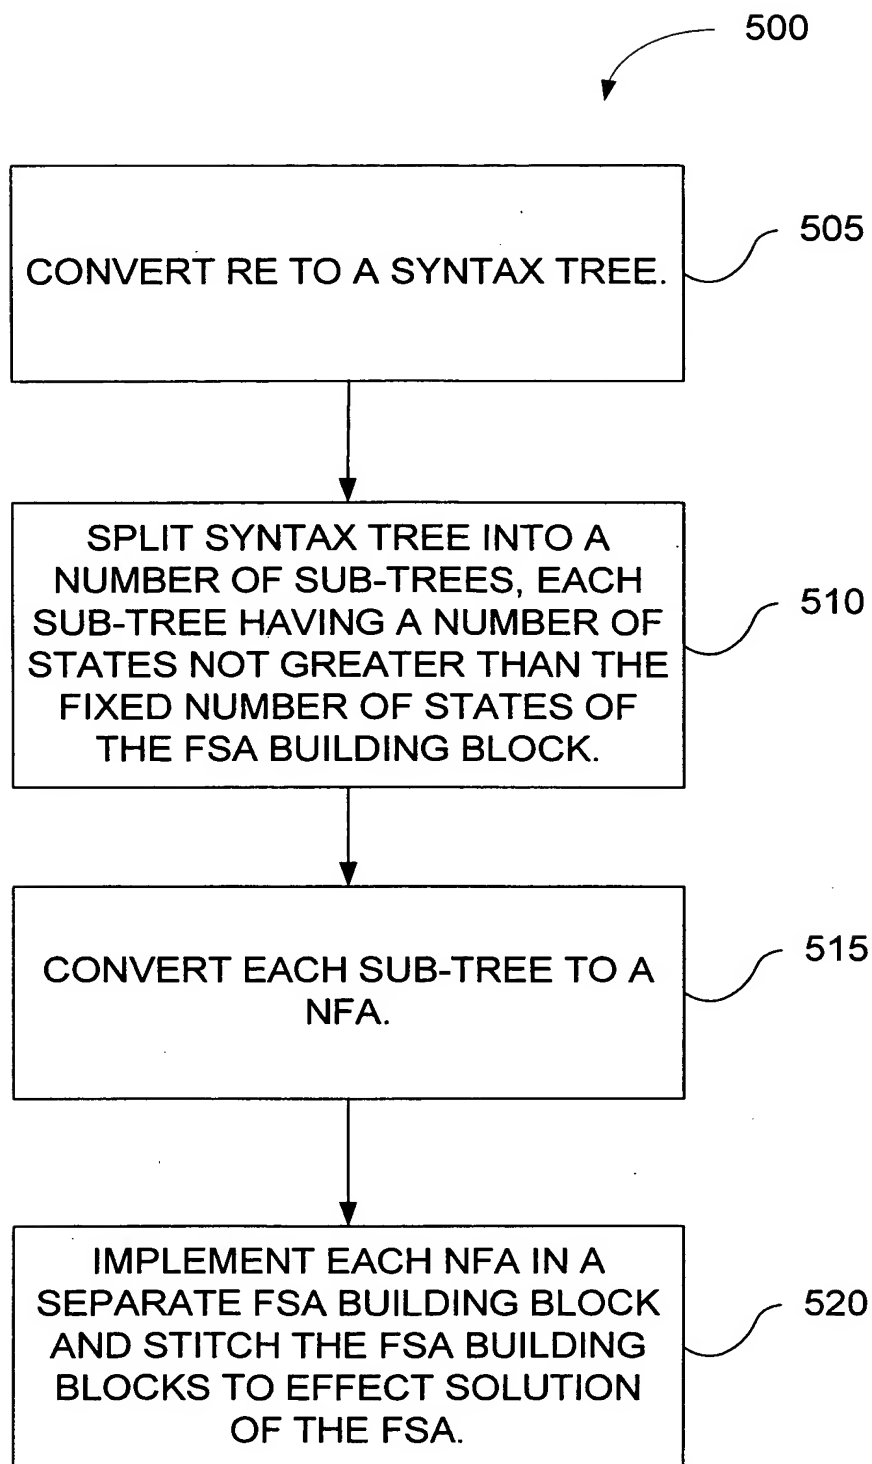 500
CONVERT RE TO A SYNTAX TREE.
505
SPLIT SYNTAX TREE INTO A
NUMBER OF SUB-TREES, EACH
SUB-TREE HAVING A NUMBER OF
STATES NOT GREATER THAN THE
FIXED NUMBER OF STATES OF
THE FSA BUILDING BLOCK.
510
CONVERT EACH SUB-TREE TO A
NFA.
515
IMPLEMENT EACH NFA IN A
SEPARATE FSA BUILDING BLOCK
AND STITCH THE FSA BUILDING
BLOCKS TO EFFECT SOLUTION
OF THE FSA.
520